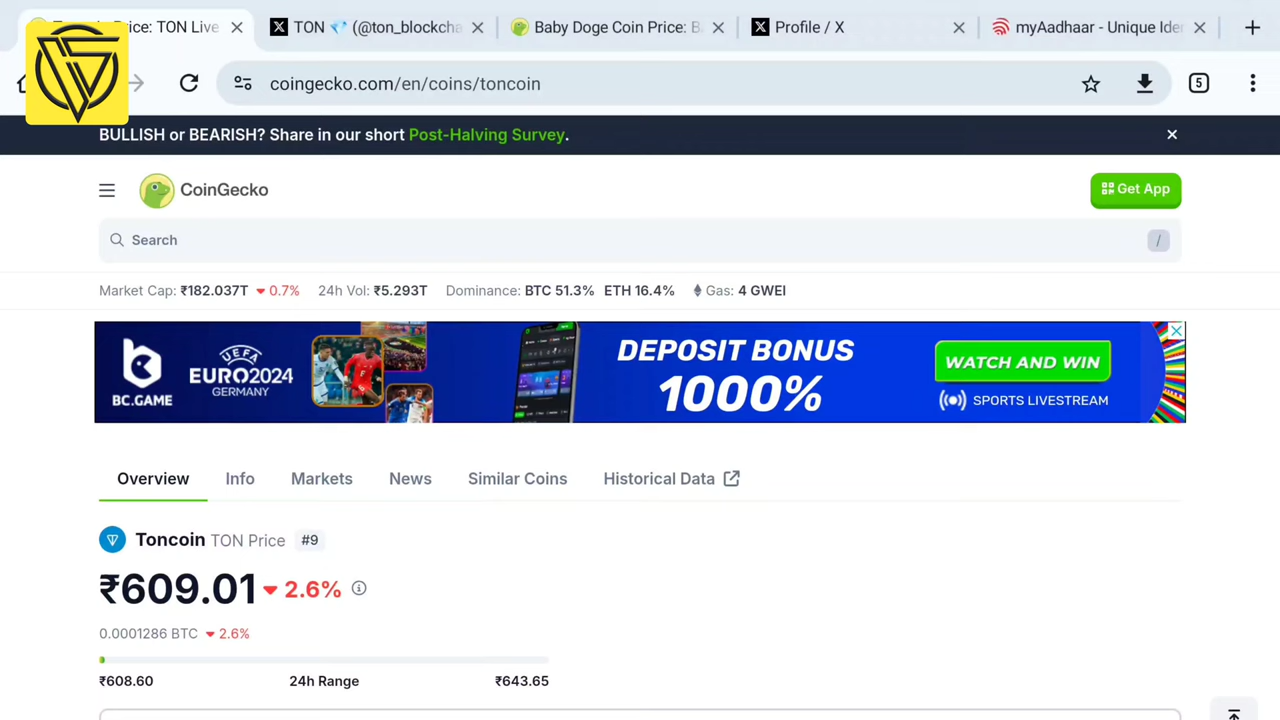 Price: TON Live
TON 💎 (@ton_blockcha
Baby Doge Coin Price: B
Profile / X
myAadhaar - Unique Ider
coingecko.com/en/coins/toncoin
5
BULLISH or BEARISH? Share in our short Post-Halving Survey.
CoinGecko
Get App
Search
/
Market Cap: ₹182.037T 0.7% 24h Vol: ₹5.293T Dominance: BTC 51.3% ETH 16.4% Gas: 4 GWEI
BC.GAME
UEFA
EURO2024
GERMANY
DEPOSIT BONUS
1000%
WATCH AND WIN
SPORTS LIVESTREAM
Overview Info Markets News Similar Coins Historical Data
Toncoin TON Price #9
₹609.01 2.6%
0.0001286 BTC 2.6%
₹608.60 24h Range ₹643.65